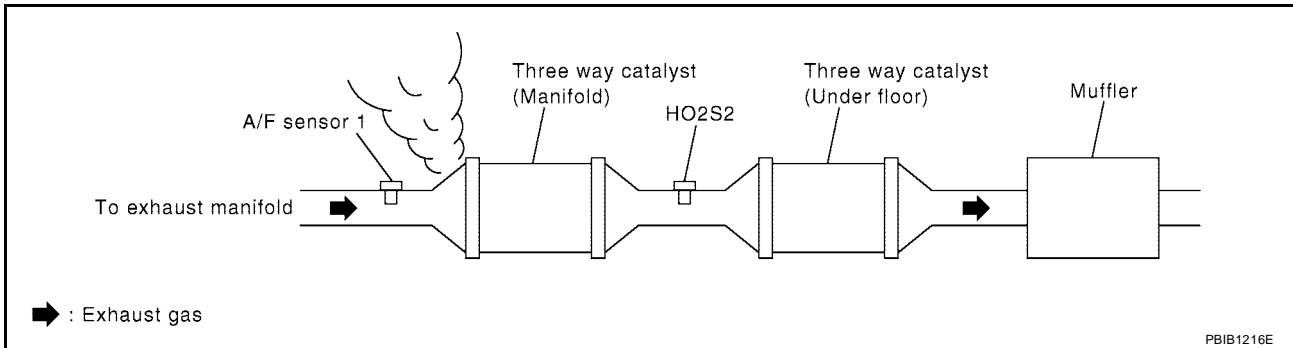 Three way catalyst
(Manifold)
Three way catalyst
(Under floor)
Muffler
A/F sensor 1
HO2S2
To exhaust manifold
: Exhaust gas
PBIB1216E